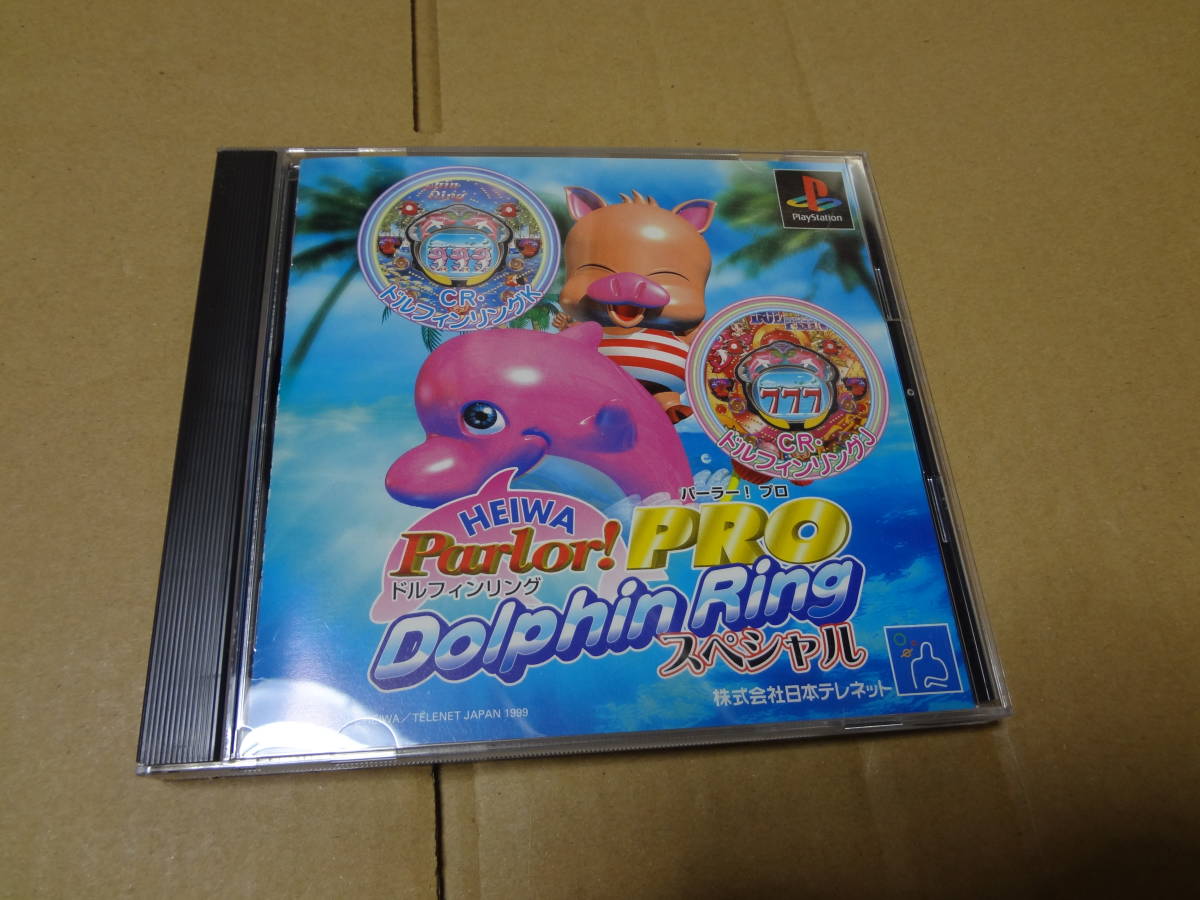 PlayStation
Ring
CR・
ドルフィンリングK
777
CR・
ドルフィンリングJ
HEIWA
パーラー! プロ
Parlor! PRO
ドルフィンリング
Dolphin Ring
スペシャル
株式会社日本テレネット
/TELENET JAPAN 1999